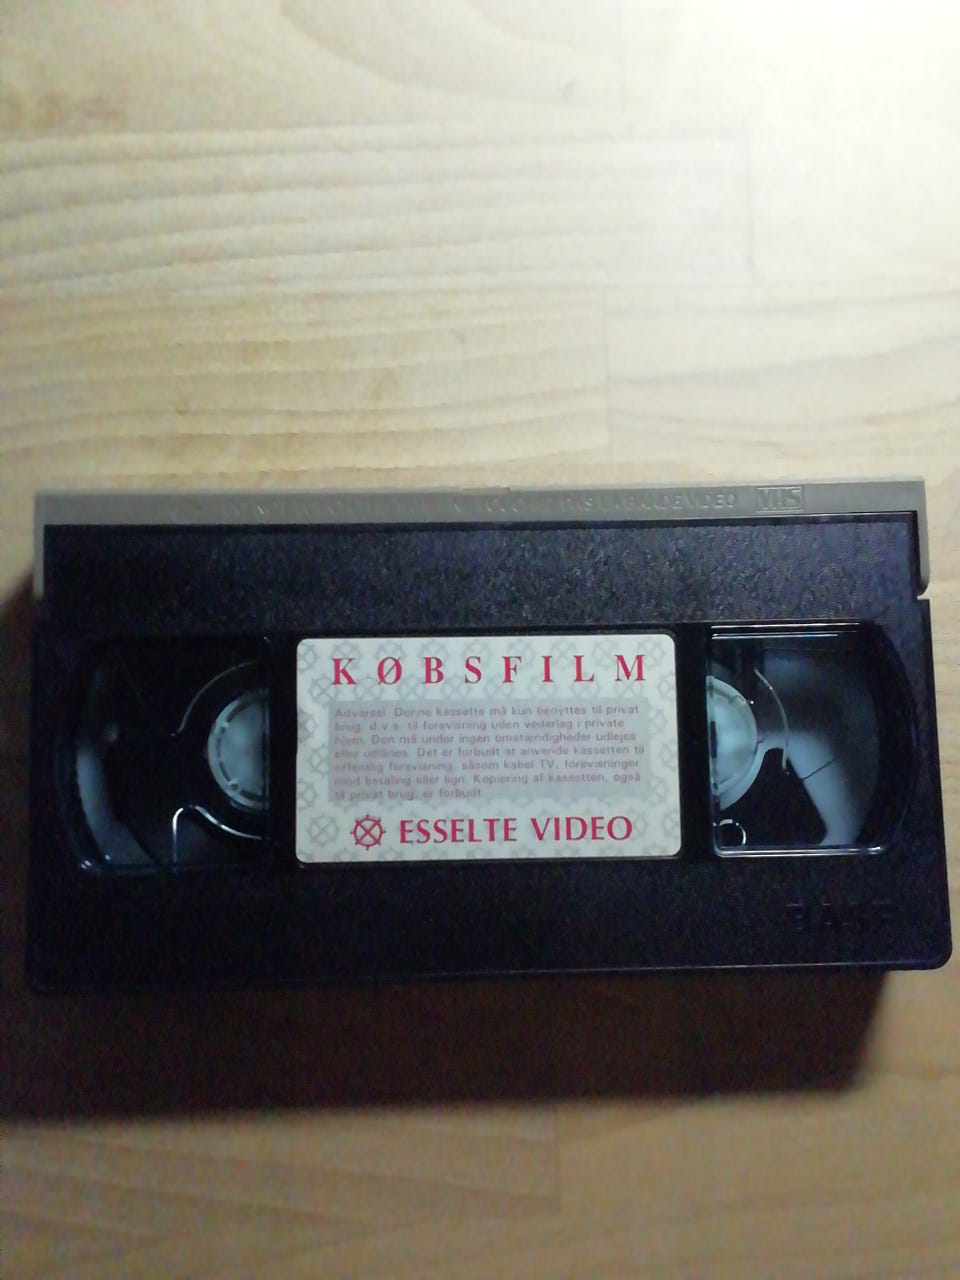 VIDEO VHS
KØBSFILM
Advarsel. Denne kassette må kun benyttes til privat
brug, d.v.s. til forevisning uden vederlag i private
hjem. Den må under ingen omstændigheder udlejes
eller udlånes. Det er forbudt at anvende kassetten til
offentlig forevisning, såsom kabel TV, forevisninger
mod betaling eller lign. Kopiering af kassetten, også
til privat brug, er forbudt
ESSELTE VIDEO
BASF